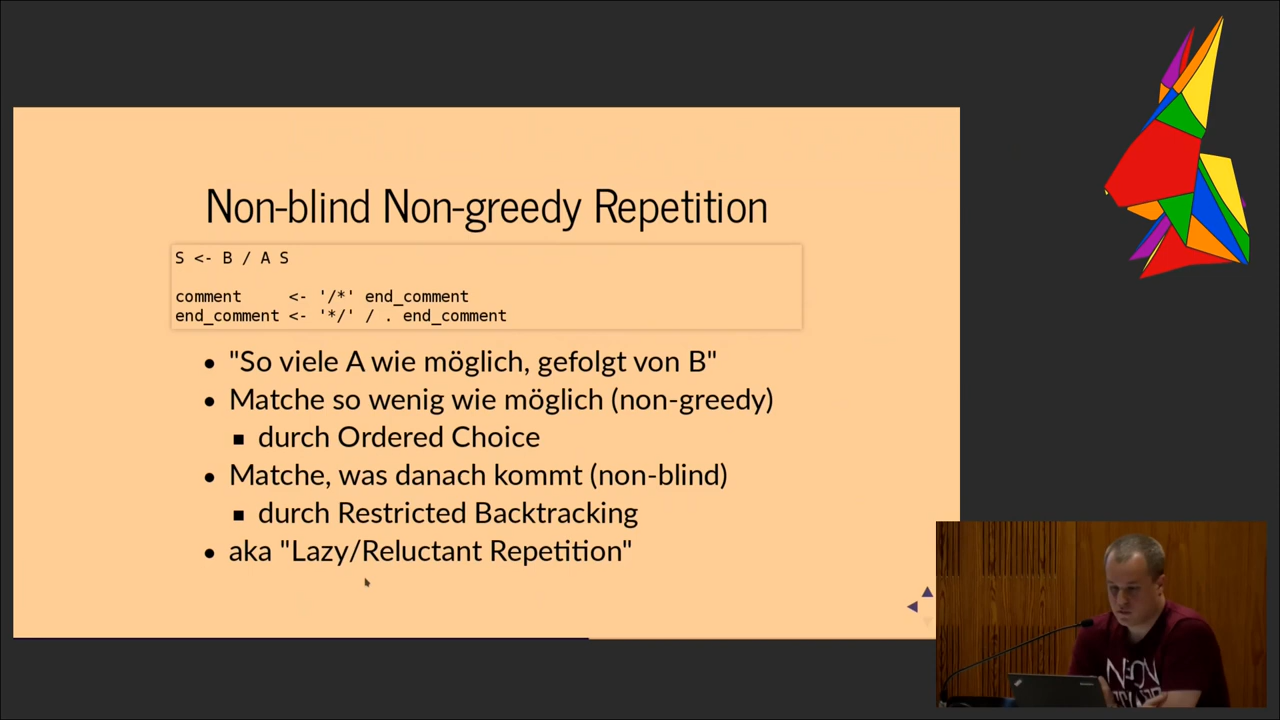 Non-blind Non-greedy Repetition
S <- B / A S
comment     <- '/*' end_comment
end_comment <- '*/' / . end_comment
• "So viele A wie möglich, gefolgt von B"
• Matche so wenig wie möglich (non-greedy)
▪ durch Ordered Choice
• Matche, was danach kommt (non-blind)
▪ durch Restricted Backtracking
• aka "Lazy/Reluctant Repetition"